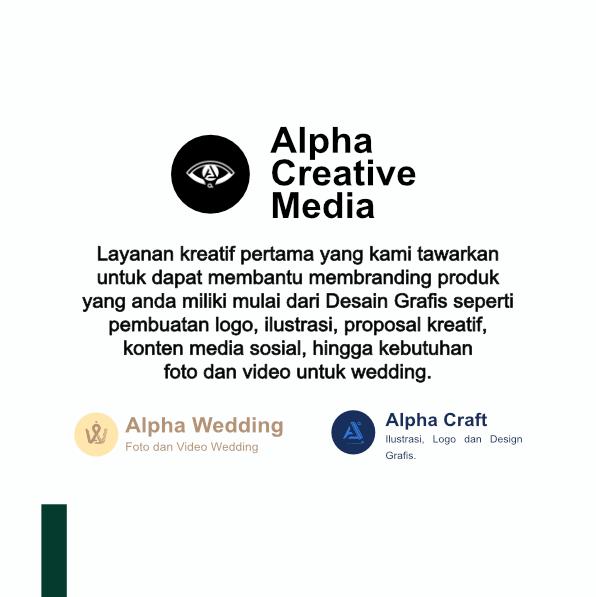 Alpha
Creative
Media
Layanan kreatif pertama yang kami tawarkan
untuk dapat membantu membranding produk
yang anda miliki mulai dari Desain Grafis seperti
pembuatan logo, ilustrasi, proposal kreatif,
konten media sosial, hingga kebutuhan
foto dan video untuk wedding.
Alpha Wedding
Foto dan Video Wedding
Alpha Craft
Ilustrasi, Logo dan Design
Grafis.